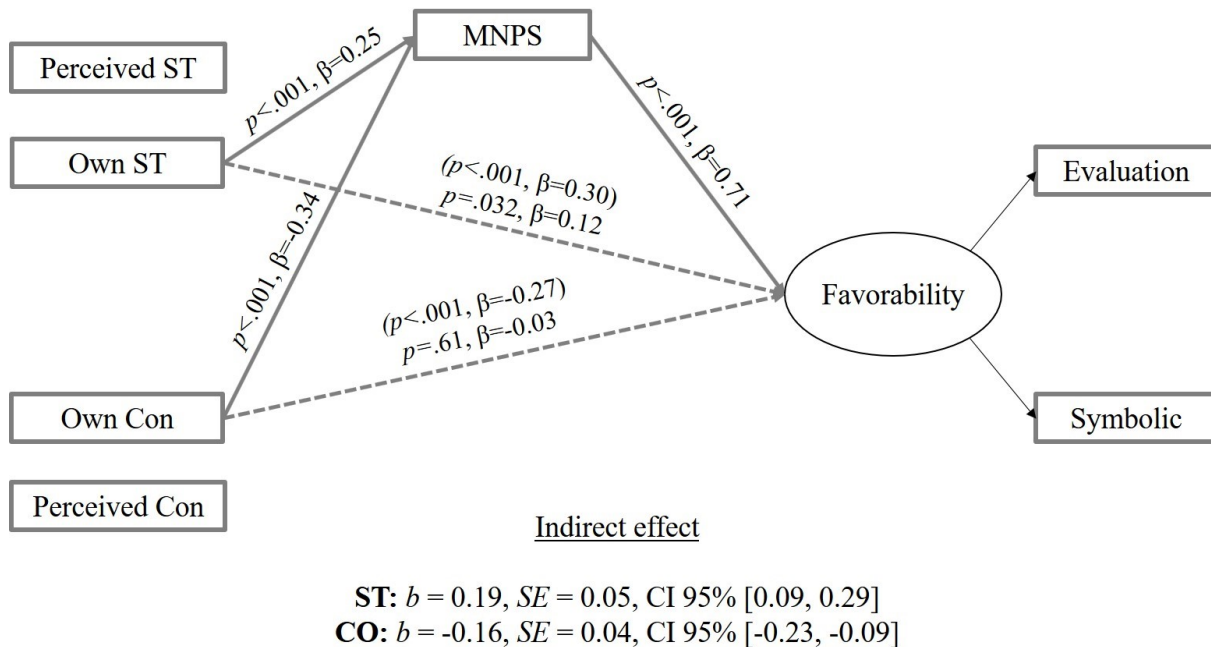 MNPS
Perceived ST
p<.001, β=0.25
p<.001, β=0.71
Own ST
Evaluation
(p<.001, β=0.30)
p=.032, β=0.12
p<.001, β=-0.34
Favorability
(p<.001, β=-0.27)
p=.61, β=-0.03
Own Con
Symbolic
Perceived Con
Indirect effect
ST: b = 0.19, SE = 0.05, CI 95% [0.09, 0.29]
CO: b = -0.16, SE = 0.04, CI 95% [-0.23, -0.09]